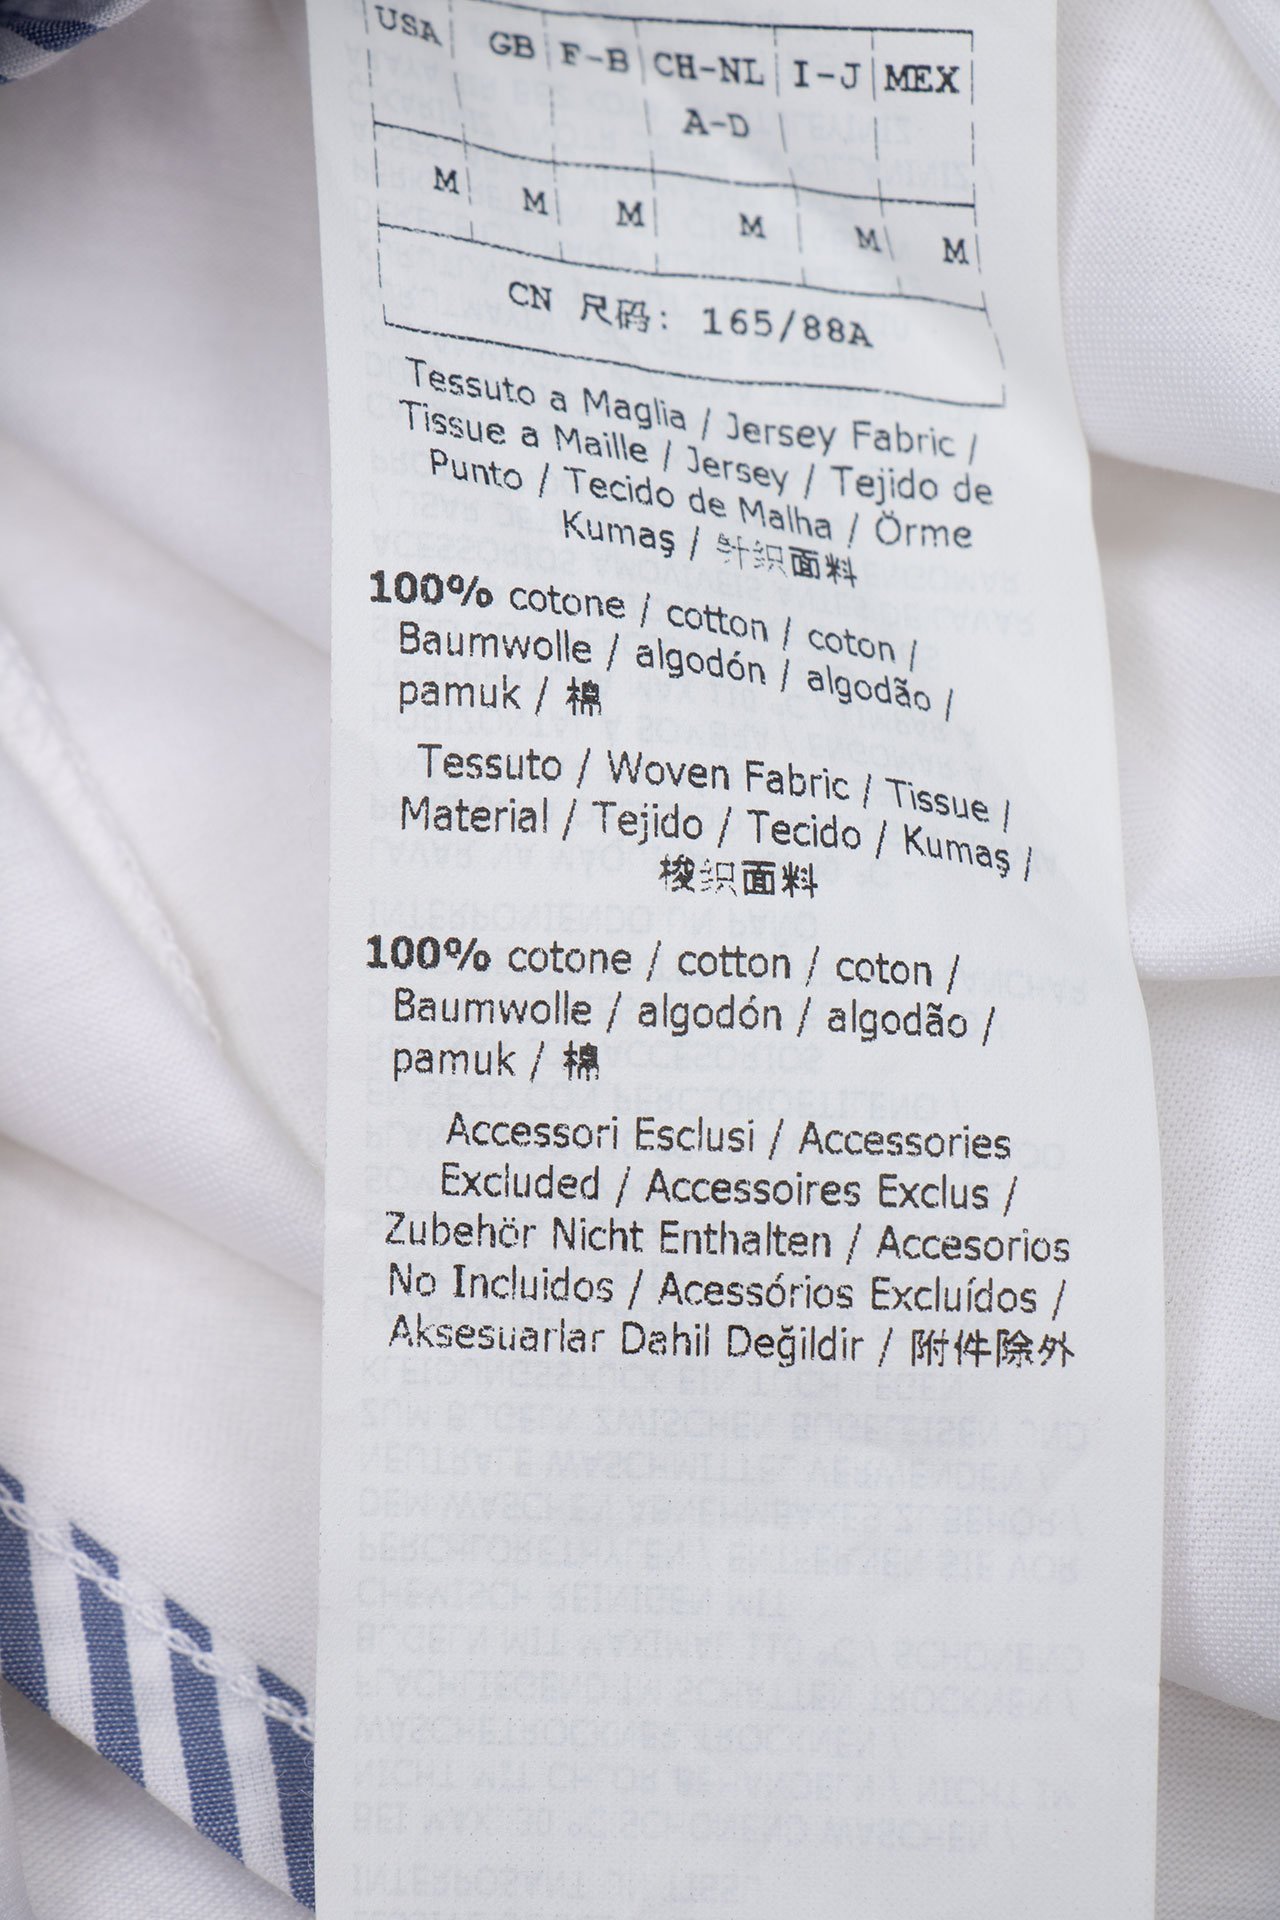 USA GB F-B CH-NL I-J MEX
A-D
M M M M M M
CN 尺码: 165/88A
Tessuto a Maglia / Jersey Fabric /
Tissue a Maille / Jersey / Tejido de
Punto / Tecido de Malha / Örme
Kumaş / 针织面料
100% cotone / cotton / coton /
Baumwolle / algodón / algodão /
pamuk / 棉
Tessuto / Woven Fabric / Tissue /
Material / Tejido / Tecido / Kumaş /
梭织面料
100% cotone / cotton / coton /
Baumwolle / algodón / algodão /
pamuk / 棉
Accessori Esclusi / Accessories
Excluded / Accessoires Exclus /
Zubehör Nicht Enthalten / Accesorios
No Incluidos / Acessórios Excluídos /
Aksesuarlar Dahil Değildir / 附件除外